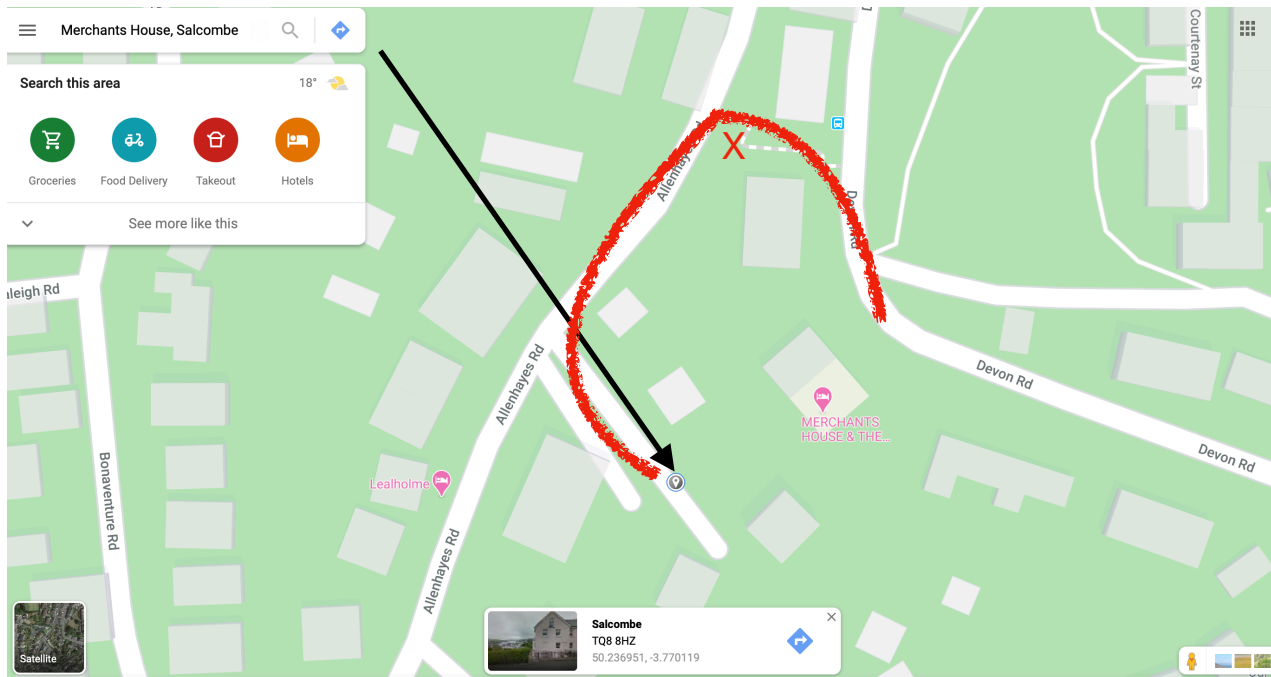 Merchants House, Salcombe
Search this area
18°
Groceries
Food Delivery
Takeout
Hotels
See more like this
Courtenay St
Allenhayes
X
Devon Rd
aleigh Rd
Allenhayes Rd
Devon Rd
MERCHANTS
HOUSE & THE...
Lealholme
Devon Rd
Bonaventure Rd
Allenhayes Rd
Salcombe
TQ8 8HZ
50.236951, -3.770119
Satellite